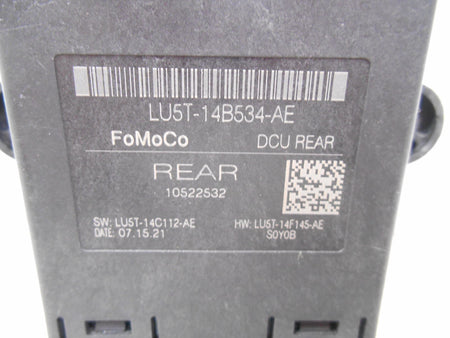 LU5T-14B534-AE
FoMoCo DCU REAR
REAR
10522532
SW: LU5T-14C112-AE HW: LU5T-14F145-AE
DATE: 07.15.21 S0Y0B